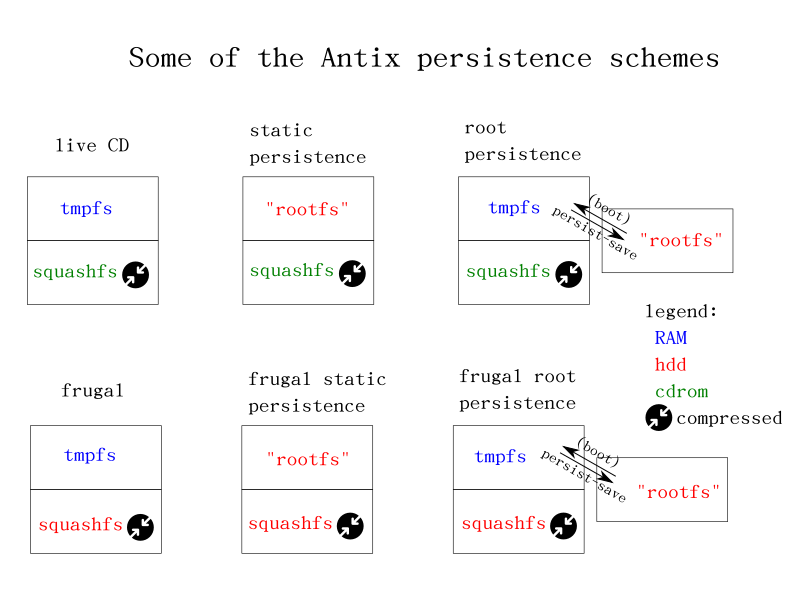 Some of the Antix persistence schemes
live CD
static
persistence
root
persistence
tmpfs
"rootfs"
tmpfs
(boot)
persist-save
"rootfs"
squashfs
squashfs
squashfs
legend:
RAM
hdd
cdrom
compressed
frugal
frugal static
persistence
frugal root
persistence
tmpfs
"rootfs"
tmpfs
(boot)
persist-save
"rootfs"
squashfs
squashfs
squashfs